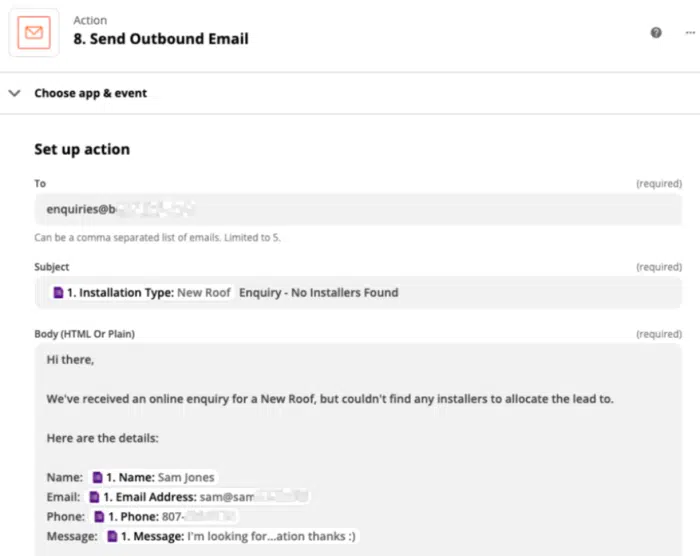 Action
8. Send Outbound Email
Choose app & event
Set up action
To (required)
enquiries@b
Can be a comma separated list of emails. Limited to 5.
Subject (required)
1. Installation Type: New Roof Enquiry - No Installers Found
Body (HTML Or Plain) (required)
Hi there,
We've received an online enquiry for a New Roof, but couldn't find any installers to allocate the lead to.
Here are the details:
Name: 1. Name: Sam Jones
Email: 1. Email Address: sam@sam
Phone: 1. Phone: 807-
Message: 1. Message: I'm looking for...ation thanks :)